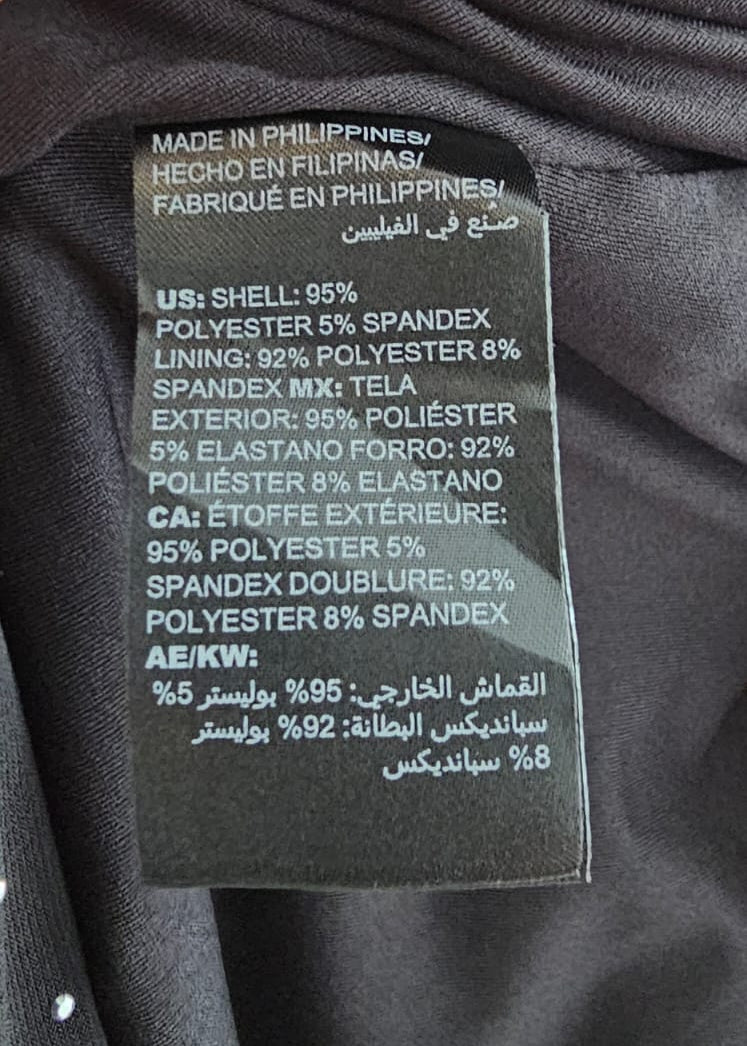 MADE IN PHILIPPINES/
HECHO EN FILIPINAS/
FABRIQUÉ EN PHILIPPINES/
صنع في الفيليبين
US: SHELL: 95%
POLYESTER 5% SPANDEX
LINING: 92% POLYESTER 8%
SPANDEX MX: TELA
EXTERIOR: 95% POLIÉSTER
5% ELASTANO FORRO: 92%
POLIÉSTER 8% ELASTANO
CA: ÉTOFFE EXTÉRIEURE:
95% POLYESTER 5%
SPANDEX DOUBLURE: 92%
POLYESTER 8% SPANDEX
AE/KW:
القماش الخارجي: 95% بوليستر 5%
سبانديكس البطانة: 92% بوليستر
8% سبانديكس